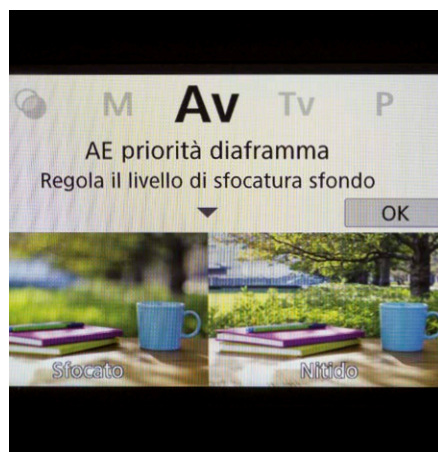 M Av Tv P
AE priorità diaframma
Regola il livello di sfocatura sfondo
OK
Sfocato Nitido